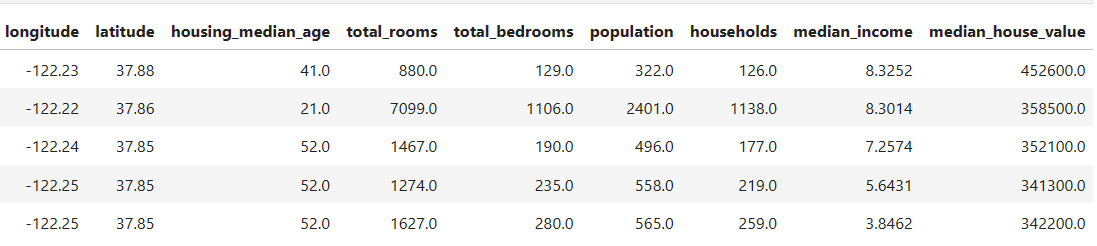 longitude latitude housing_median_age total_rooms total_bedrooms population households median_income median_house_value
-122.23 37.88 41.0 880.0 129.0 322.0 126.0 8.3252 452600.0
-122.22 37.86 21.0 7099.0 1106.0 2401.0 1138.0 8.3014 358500.0
-122.24 37.85 52.0 1467.0 190.0 496.0 177.0 7.2574 352100.0
-122.25 37.85 52.0 1274.0 235.0 558.0 219.0 5.6431 341300.0
-122.25 37.85 52.0 1627.0 280.0 565.0 259.0 3.8462 342200.0